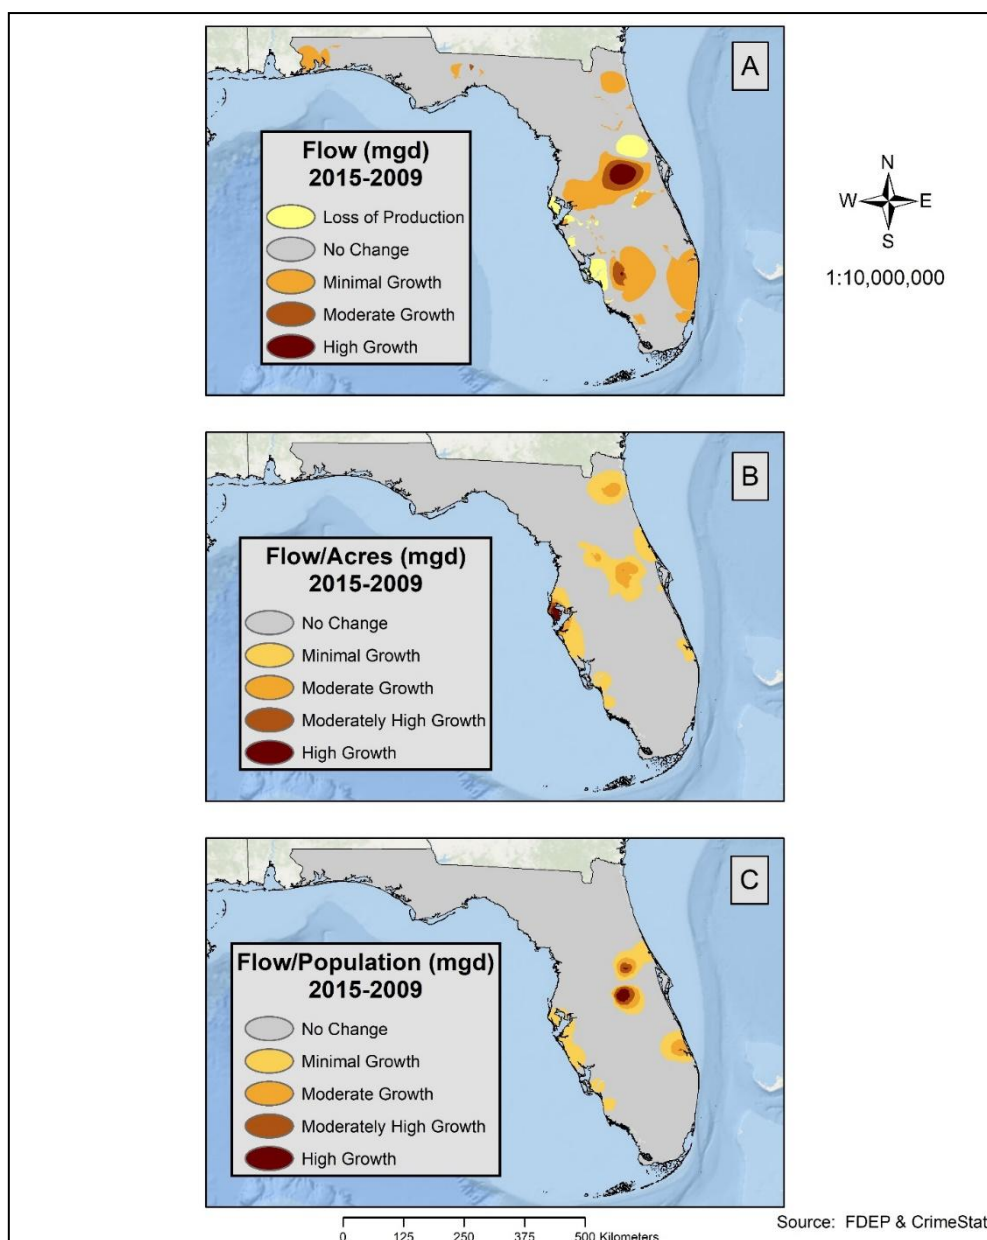 A
Flow (mgd)
2015-2009
Loss of Production
No Change
Minimal Growth
Moderate Growth
High Growth
N
W E
S
1:10,000,000
B
Flow/Acres (mgd)
2015-2009
No Change
Minimal Growth
Moderate Growth
Moderately High Growth
High Growth
C
Flow/Population (mgd)
2015-2009
No Change
Minimal Growth
Moderate Growth
Moderately High Growth
High Growth
0 125 250 375 500 Kilometers
Source: FDEP & CrimeStat